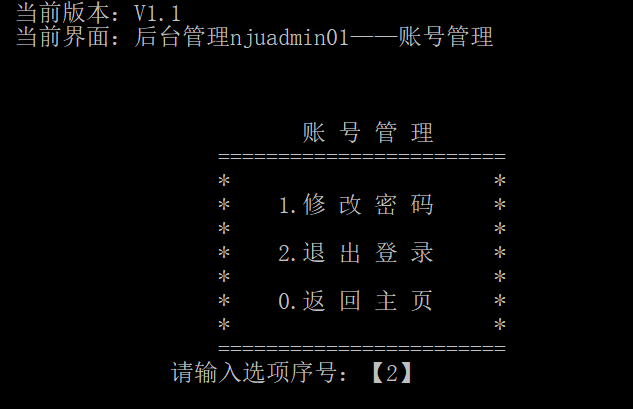 当前版本：V1.1
当前界面：后台管理njuadmin01——账号管理
账 号 管 理
========================
*                      *
*    1.修 改 密 码     *
*                      *
*    2.退 出 登 录     *
*                      *
*    0.返 回 主 页     *
*                      *
========================
请输入选项序号：【2】